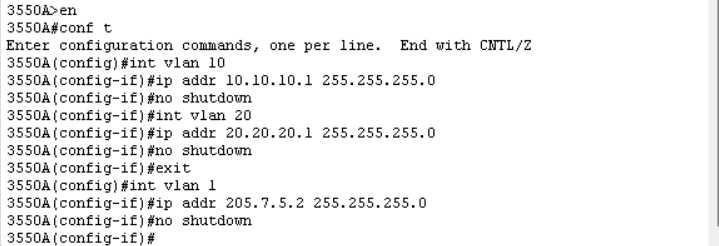 3550A>en
3550A#conf t
Enter configuration commands, one per line.  End with CNTL/Z
3550A(config)#int vlan 10
3550A(config-if)#ip addr 10.10.10.1 255.255.255.0
3550A(config-if)#no shutdown
3550A(config-if)#int vlan 20
3550A(config-if)#ip addr 20.20.20.1 255.255.255.0
3550A(config-if)#no shutdown
3550A(config-if)#exit
3550A(config)#int vlan 1
3550A(config-if)#ip addr 205.7.5.2 255.255.255.0
3550A(config-if)#no shutdown
3550A(config-if)#